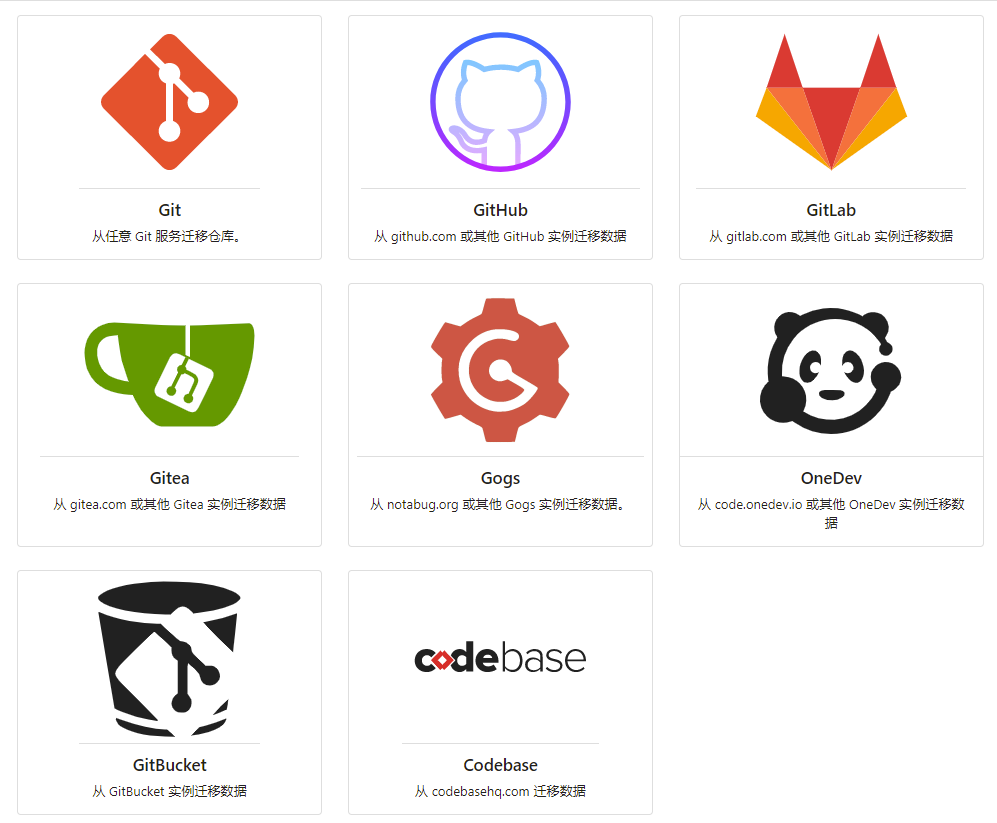 Git
从任意 Git 服务迁移仓库。
GitHub
从 github.com 或其他 GitHub 实例迁移数据
GitLab
从 gitlab.com 或其他 GitLab 实例迁移数据
Gitea
从 gitea.com 或其他 Gitea 实例迁移数据
Gogs
从 notabug.org 或其他 Gogs 实例迁移数据。
OneDev
从 code.onedev.io 或其他 OneDev 实例迁移数
据
GitBucket
从 GitBucket 实例迁移数据
codebase
Codebase
从 codebasehq.com 迁移数据